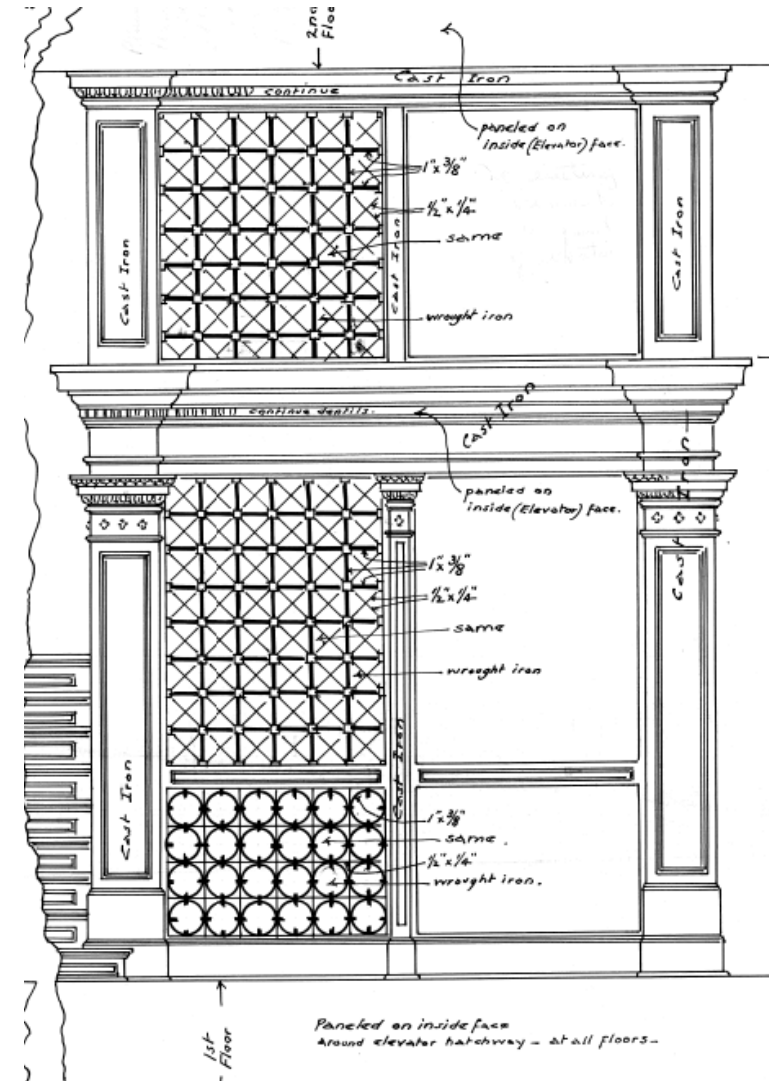 2nd
Floor
Cast Iron
continue
paneled on
inside (Elevator) face.
1" x 3/8"
1/2" x 1/4"
same
wrought iron
Cast Iron
Cast Iron
Cast Iron
continue dentils.
Cast Iron
paneled on
inside (Elevator) face.
1" x 3/8"
1/2" x 1/4"
same
wrought iron
Cast Iron
Cast Iron
Cast Iron
1" x 3/8"
same.
1/2" x 1/4"
wrought iron.
1st
Floor
Paneled on inside face
around elevator hatchway – at all floors –